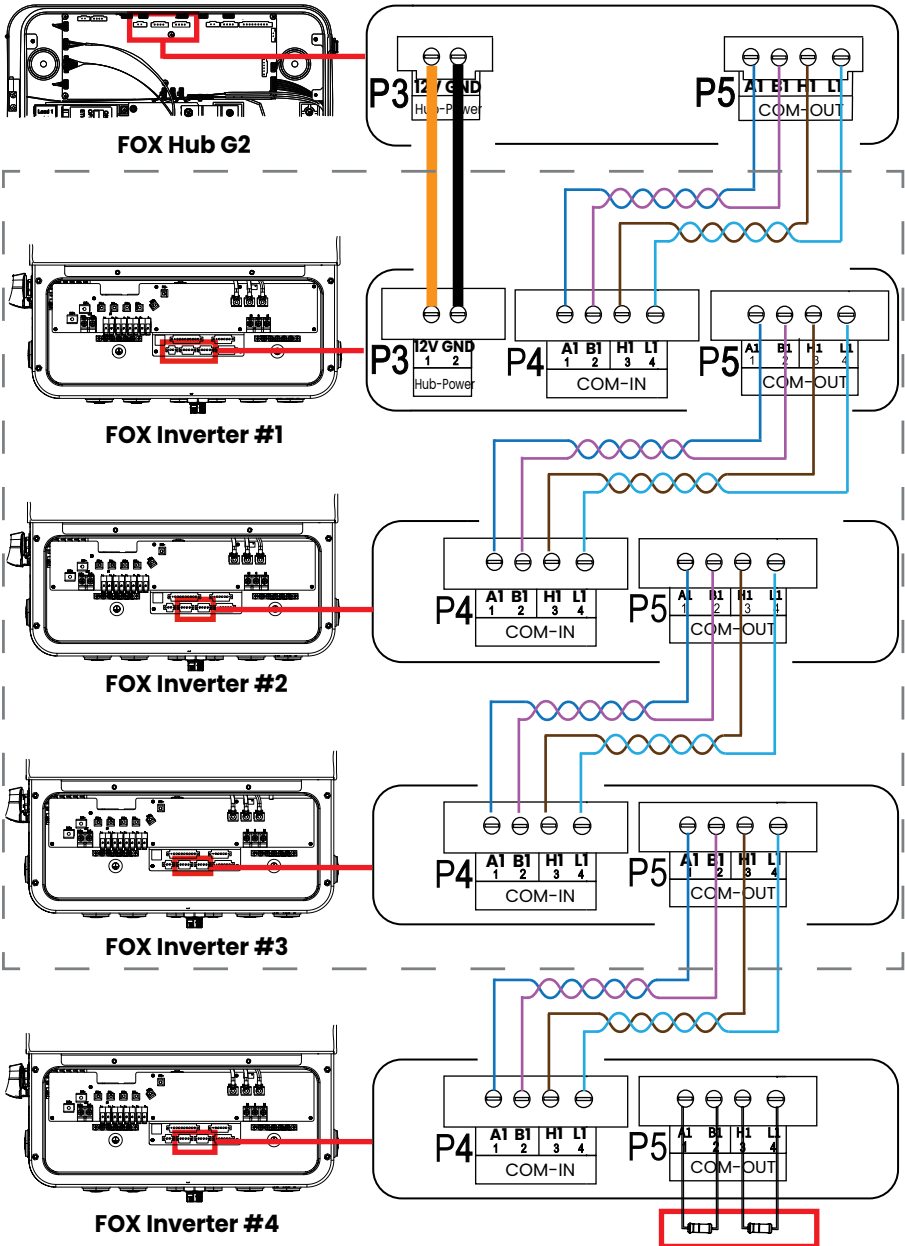 P3
12V GND
Hub-Power
P5
A1 B1 H1 L1
COM-OUT
FOX Hub G2
P3
12V GND
1 2
Hub-Power
P4
A1 B1 H1 L1
1 2 3 4
COM-IN
P5
A1 B1 H1 L1
1 2 3 4
COM-OUT
FOX Inverter #1
P4
A1 B1 H1 L1
1 2 3 4
COM-IN
P5
A1 B1 H1 L1
1 2 3 4
COM-OUT
FOX Inverter #2
P4
A1 B1 H1 L1
1 2 3 4
COM-IN
P5
A1 B1 H1 L1
1 2 3 4
COM-OUT
FOX Inverter #3
P4
A1 B1 H1 L1
1 2 3 4
COM-IN
P5
A1 B1 H1 L1
1 2 3 4
COM-OUT
FOX Inverter #4